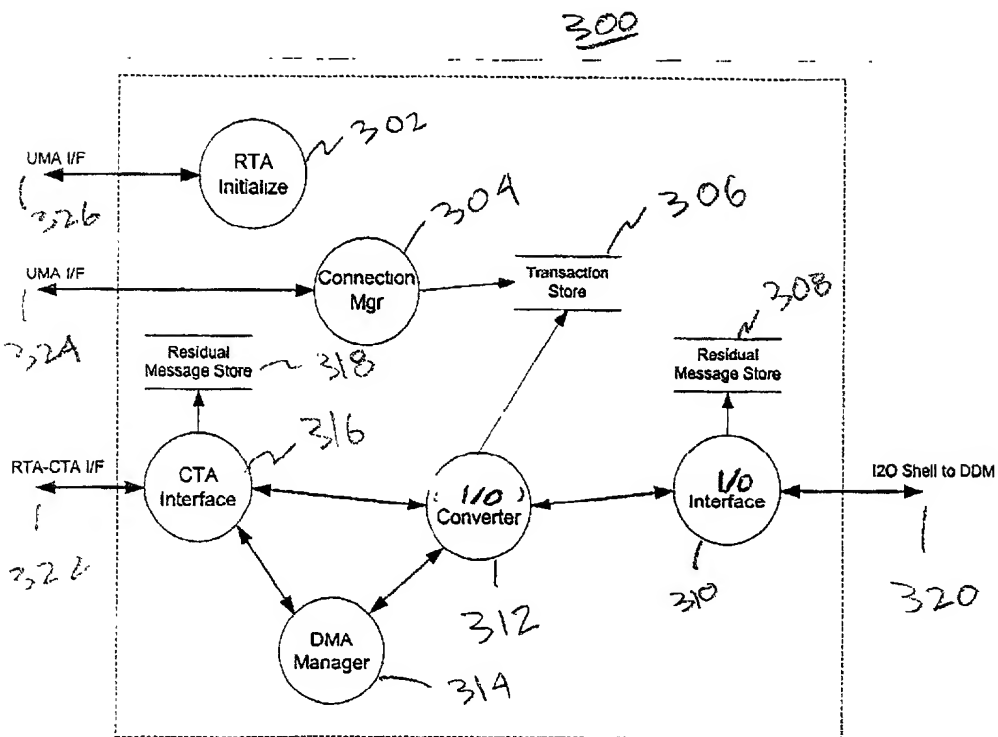 300
302
UMA I/F
RTA
Initialize
326
304
306
UMA I/F
Connection
Mgr
Transaction
Store
308
324
Residual
Message Store
318
Residual
Message Store
316
RTA-CTA I/F
CTA
Interface
I/O
Converter
I/O
Interface
I2O Shell to DDM
322
312
310
320
DMA
Manager
314